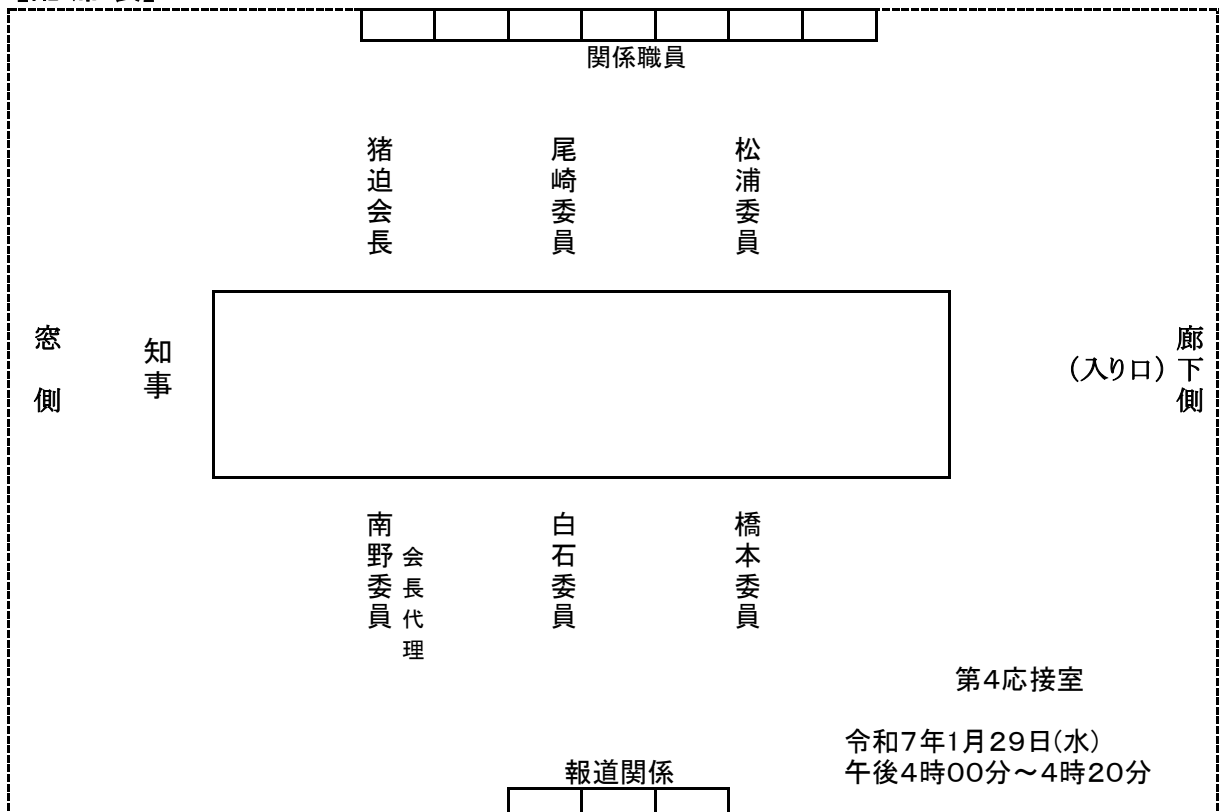 関係職員
猪迫会長
尾崎委員
松浦委員
窓側
知事
(入り口)
廊下側
南野委員
会長代理
白石委員
橋本委員
第4応接室
令和7年1月29日(水)
午後4時00分～4時20分
報道関係